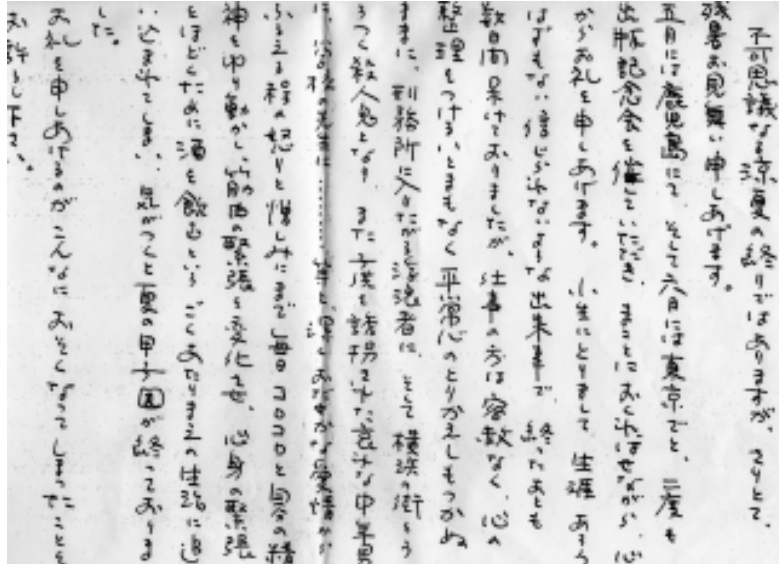 不可思議なる涼夏の終りではありますが、さりとて、
残暑お見舞い申しあげます。
五月には鹿児島にて そして六月には東京でと、二度も
出版記念会を催していただき、まことにおくればせながら、心
からお礼を申しあげます。小生にとりまして、生涯 あろう
はずもない 信じられないような出来事で、終ったあとも
数日間 呆けておりましたが、仕事の方は容赦なく、心の
整理をつけるいとまもなく 平常心のとりかえしもつかぬ
ままに、刑務所に入りたがる 者に そして 横浜の街をう
ろつく殺人鬼となり、また子供を誘拐された 中年男
に、 の先生に………
ふるえる程の怒りと憎しみにまで 毎日 コロコロと自分の精
神をゆり動かし、筋肉の緊張も変化させ、心身の緊張
をほどくために酒を飲むという ごくあたりまえの生活に追
い込まれてしまい、気がつくと夏の甲子園が終っておりま
した。
お礼を申しあげるのがこんなにおそくなってしまったことを
お許し下さい。